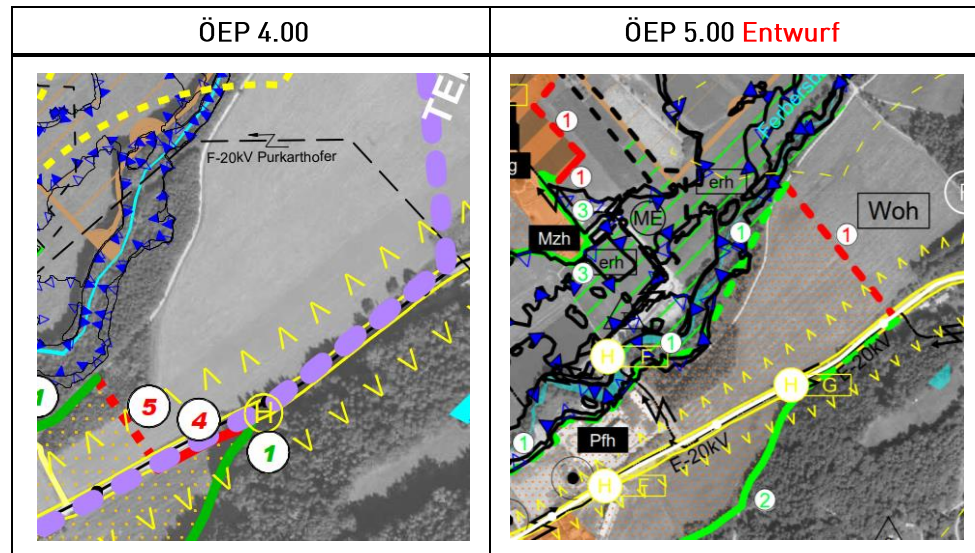 ÖEP 4.00
ÖEP 5.00 Entwurf
TE
F-20kV Purkarthofer
5
4
H
1
1
1
g
erh
3
ME
Mzh
1
Woh
1
3
erh
1
H
F
F-20kV
H
G
1
Pfh
F-20kV
H
F
2